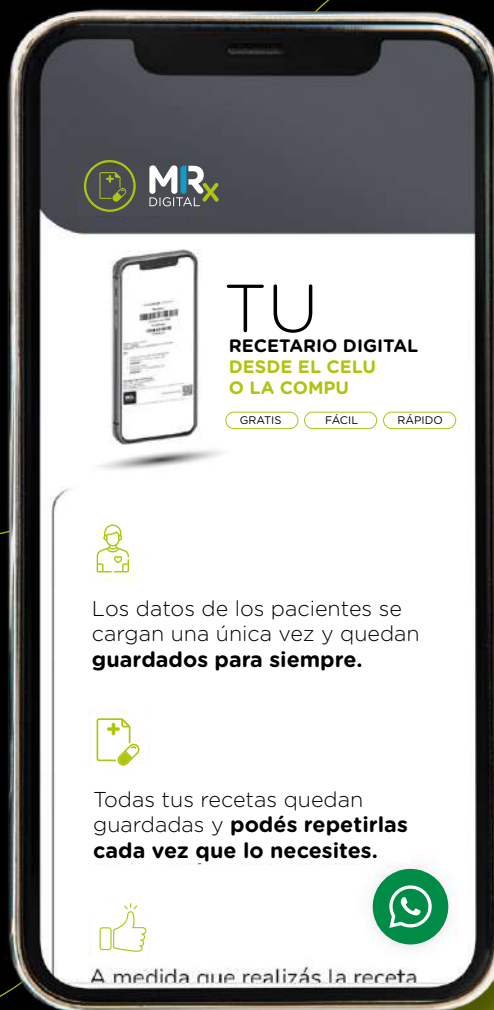 MRx
DIGITAL
TU
RECETARIO DIGITAL
DESDE EL CELU
O LA COMPU
GRATIS FÁCIL RÁPIDO
Los datos de los pacientes se
cargan una única vez y quedan
guardados para siempre.
Todas tus recetas quedan
guardadas y podés repetirlas
cada vez que lo necesites.
A medida que realizás la receta